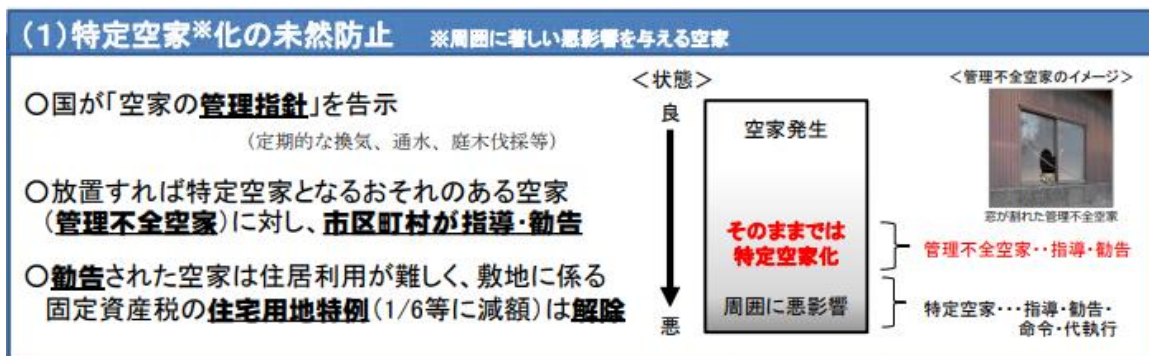 (1)特定空家※化の未然防止 ※周囲に著しい悪影響を与える空家
○国が「空家の管理指針」を告示
(定期的な換気、通水、庭木伐採等)
○放置すれば特定空家となるおそれのある空家
(管理不全空家)に対し、市区町村が指導・勧告
○勧告された空家は住居利用が難しく、敷地に係る
固定資産税の住宅用地特例(1/6等に減額)は解除
＜状態＞
良
悪
空家発生
そのままでは
特定空家化
周囲に悪影響
＜管理不全空家のイメージ＞
窓が割れた管理不全空家
管理不全空家・・指導・勧告
特定空家・・・指導・勧告・
命令・代執行